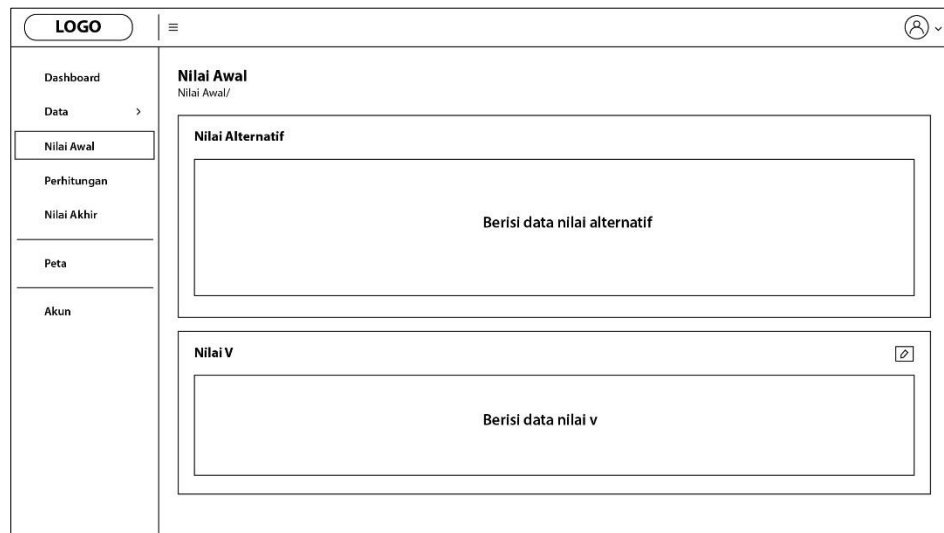 LOGO
Dashboard
Data
Nilai Awal
Perhitungan
Nilai Akhir
Peta
Akun
Nilai Awal
Nilai Awal/
Nilai Alternatif
Berisi data nilai alternatif
Nilai V
Berisi data nilai v